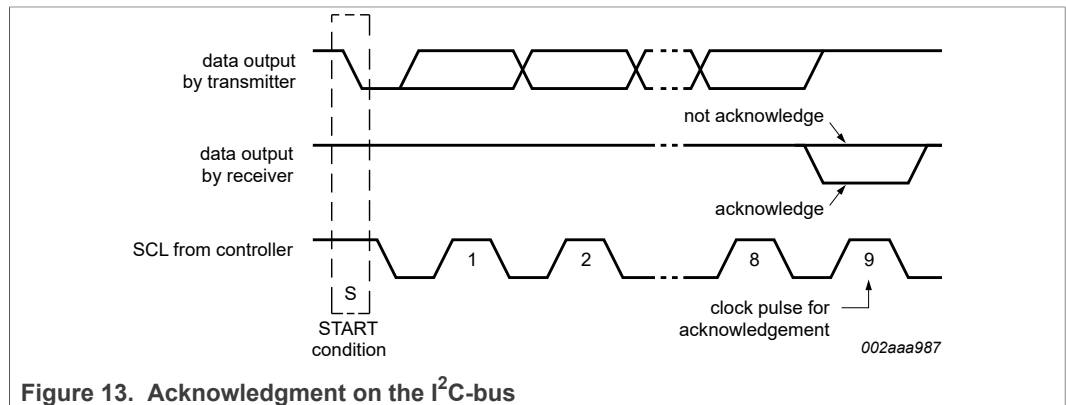 data output
by transmitter
not acknowledge
data output
by receiver
acknowledge
SCL from controller
1
2
8
9
S
START
condition
clock pulse for
acknowledgement
002aaa987
Figure 13. Acknowledgment on the I²C-bus